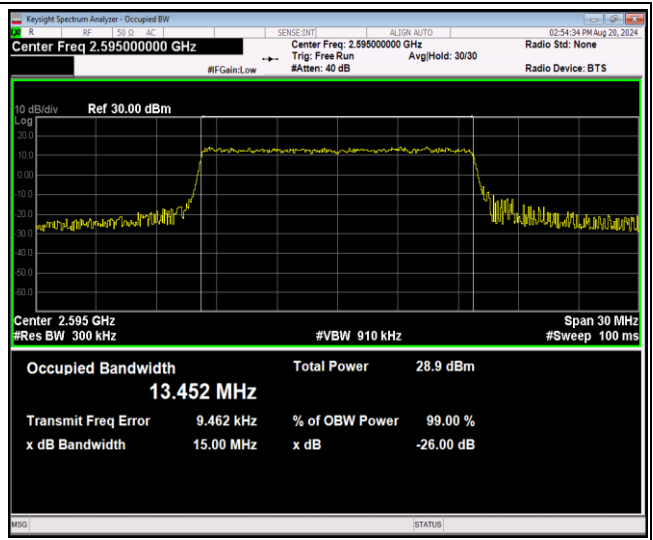 Keysight Spectrum Analyzer - Occupied BW
R RF 50 Ω AC SENSE:INT ALIGN AUTO 02:54:34 PM Aug 20, 2024
Center Freq 2.595000000 GHz
Center Freq: 2.595000000 GHz
Radio Std: None
Trig: Free Run Avg|Hold: 30/30
#IFGain:Low #Atten: 40 dB Radio Device: BTS
10 dB/div Ref 30.00 dBm
Log
20.0
10.0
0.00
-10.0
-20.0
-30.0
-40.0
-50.0
-60.0
Center 2.595 GHz Span 30 MHz
#Res BW 300 kHz #VBW 910 kHz #Sweep 100 ms
Occupied Bandwidth Total Power 28.9 dBm
13.452 MHz
Transmit Freq Error 9.462 kHz % of OBW Power 99.00 %
x dB Bandwidth 15.00 MHz x dB -26.00 dB
MSG STATUS